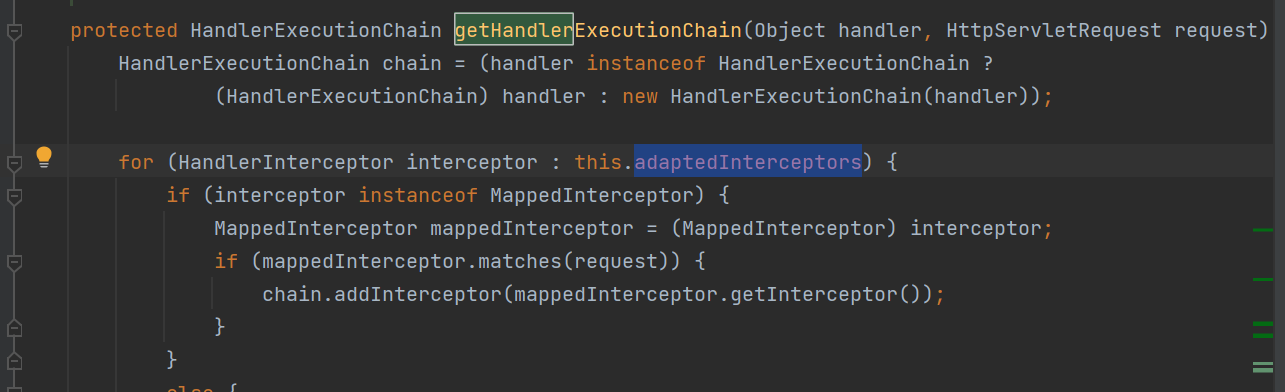 protected HandlerExecutionChain getHandlerExecutionChain(Object handler, HttpServletRequest request)
HandlerExecutionChain chain = (handler instanceof HandlerExecutionChain ?
(HandlerExecutionChain) handler : new HandlerExecutionChain(handler));
for (HandlerInterceptor interceptor : this.adaptedInterceptors) {
if (interceptor instanceof MappedInterceptor) {
MappedInterceptor mappedInterceptor = (MappedInterceptor) interceptor;
if (mappedInterceptor.matches(request)) {
chain.addInterceptor(mappedInterceptor.getInterceptor());
}
}
else {